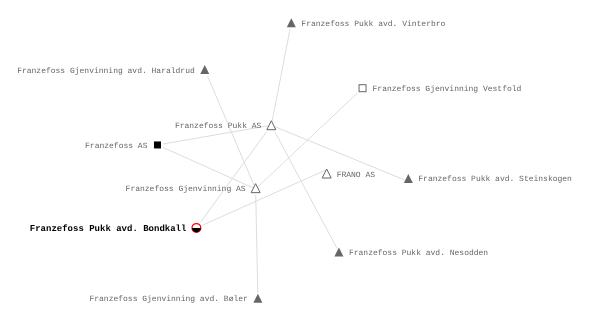 Franzefoss Pukk avd. Vinterbro
Franzefoss Gjenvinning avd. Haraldrud
Franzefoss Gjenvinning Vestfold
Franzefoss Pukk AS
Franzefoss AS
FRANO AS
Franzefoss Pukk avd. Steinskogen
Franzefoss Gjenvinning AS
Franzefoss Pukk avd. Bondkall
Franzefoss Pukk avd. Nesodden
Franzefoss Gjenvinning avd. Bøler